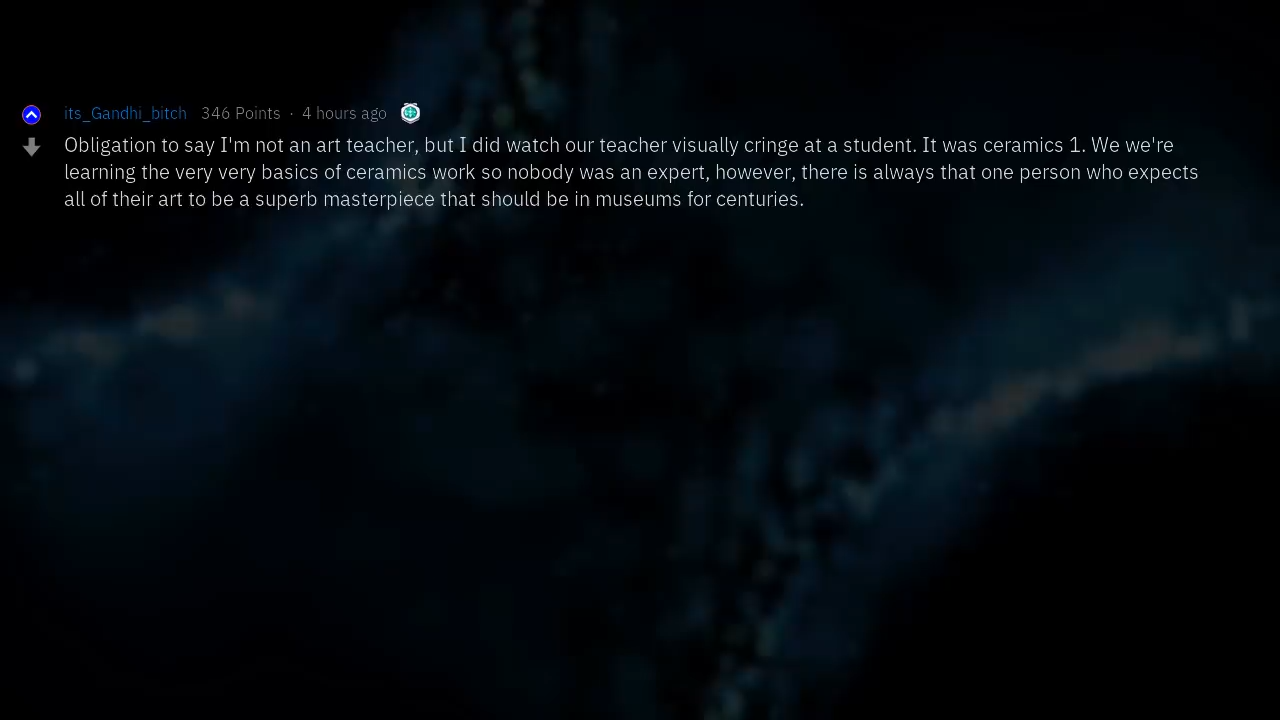 its_Gandhi_bitch 346 Points · 4 hours ago
Obligation to say I'm not an art teacher, but I did watch our teacher visually cringe at a student. It was ceramics 1. We we're
learning the very very basics of ceramics work so nobody was an expert, however, there is always that one person who expects
all of their art to be a superb masterpiece that should be in museums for centuries.